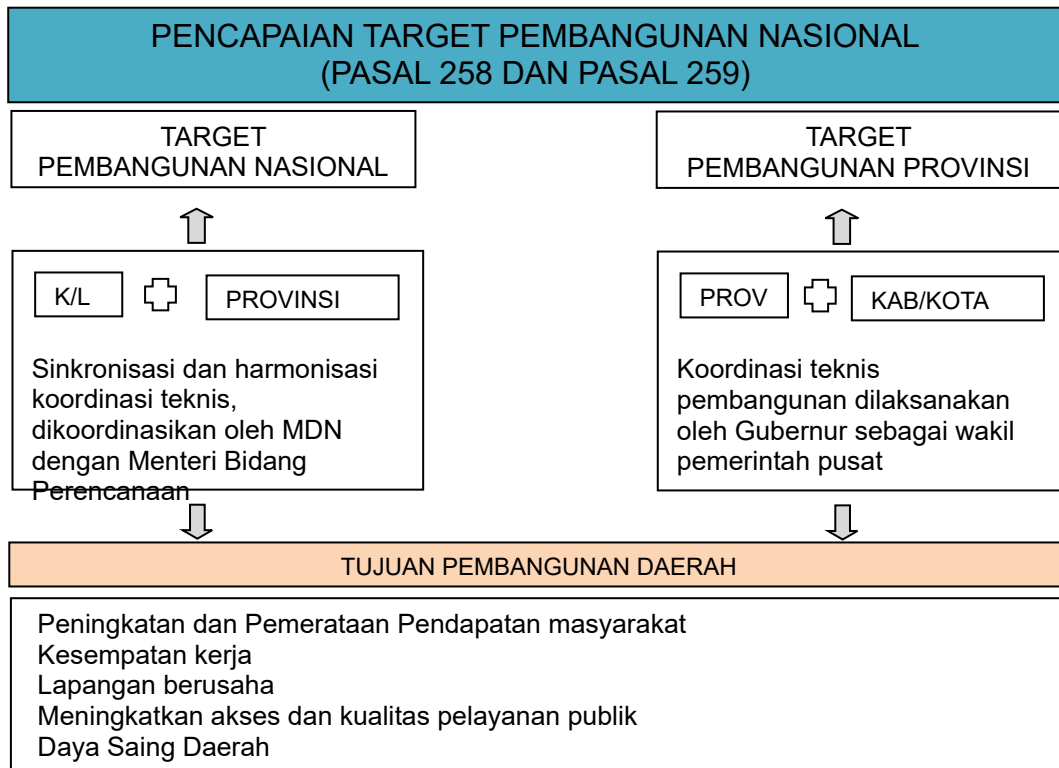 PENCAPAIAN TARGET PEMBANGUNAN NASIONAL
(PASAL 258 DAN PASAL 259)
TARGET
PEMBANGUNAN NASIONAL
TARGET
PEMBANGUNAN PROVINSI
K/L
PROVINSI
Sinkronisasi dan harmonisasi
koordinasi teknis,
dikoordinasikan oleh MDN
dengan Menteri Bidang
Perencanaan
PROV
KAB/KOTA
Koordinasi teknis
pembangunan dilaksanakan
oleh Gubernur sebagai wakil
pemerintah pusat
TUJUAN PEMBANGUNAN DAERAH
Peningkatan dan Pemerataan Pendapatan masyarakat
Kesempatan kerja
Lapangan berusaha
Meningkatkan akses dan kualitas pelayanan publik
Daya Saing Daerah